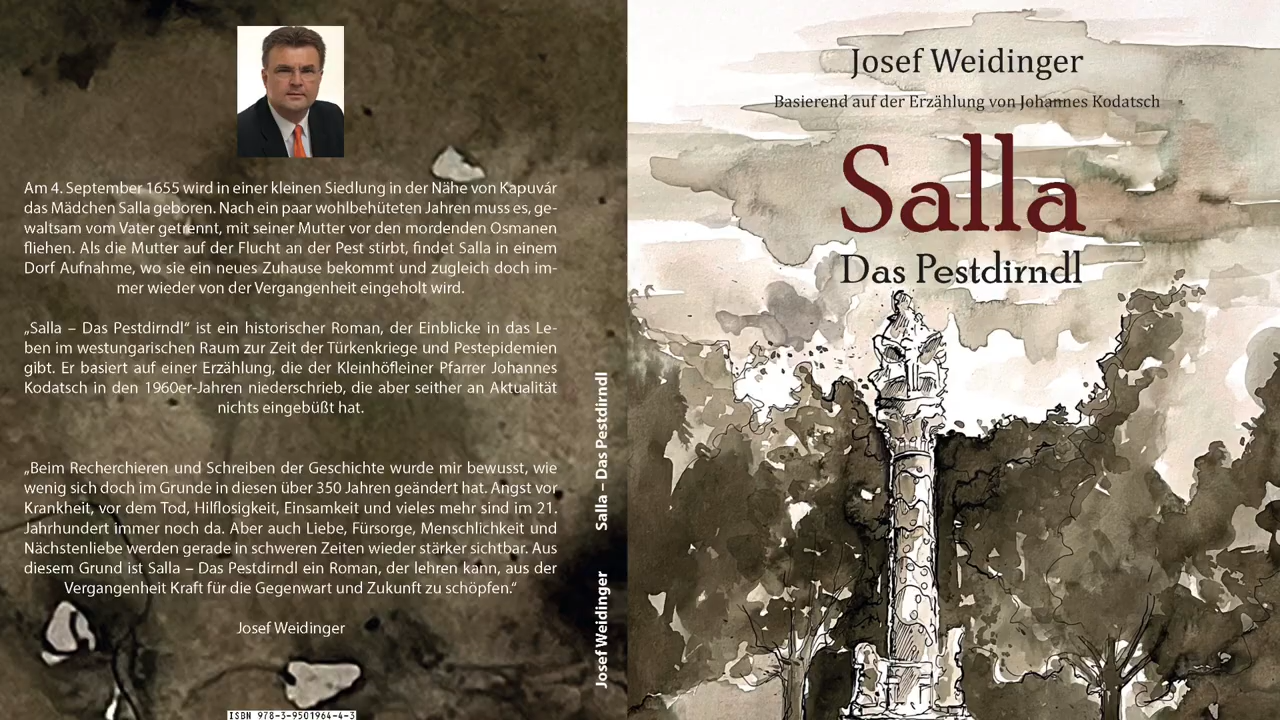 Am 4. September 1655 wird in einer kleinen Siedlung in der Nähe von Kapuvár
das Mädchen Salla geboren. Nach ein paar wohlbehüteten Jahren muss es, ge-
waltsam vom Vater getrennt, mit seiner Mutter vor den mordenden Osmanen
fliehen. Als die Mutter auf der Flucht an der Pest stirbt, findet Salla in einem
Dorf Aufnahme, wo sie ein neues Zuhause bekommt und zugleich doch im-
mer wieder von der Vergangenheit eingeholt wird.
„Salla – Das Pestdirndl“ ist ein historischer Roman, der Einblicke in das Le-
ben im westungarischen Raum zur Zeit der Türkenkriege und Pestepidemien
gibt. Er basiert auf einer Erzählung, die der Kleinhöfleiner Pfarrer Johannes
Kodatsch in den 1960er-Jahren niederschrieb, die aber seither an Aktualität
nichts eingebüßt hat.
„Beim Recherchieren und Schreiben der Geschichte wurde mir bewusst, wie
wenig sich doch im Grunde in diesen über 350 Jahren geändert hat. Angst vor
Krankheit, vor dem Tod, Hilflosigkeit, Einsamkeit und vieles mehr sind im 21.
Jahrhundert immer noch da. Aber auch Liebe, Fürsorge, Menschlichkeit und
Nächstenliebe werden gerade in schweren Zeiten wieder stärker sichtbar. Aus
diesem Grund ist Salla – Das Pestdirndl ein Roman, der lehren kann, aus der
Vergangenheit Kraft für die Gegenwart und Zukunft zu schöpfen.“
Josef Weidinger
ISBN 978-3-9501964-4-3
Josef Weidinger Salla – Das Pestdirndl
Josef Weidinger
Basierend auf der Erzählung von Johannes Kodatsch
Salla
Das Pestdirndl